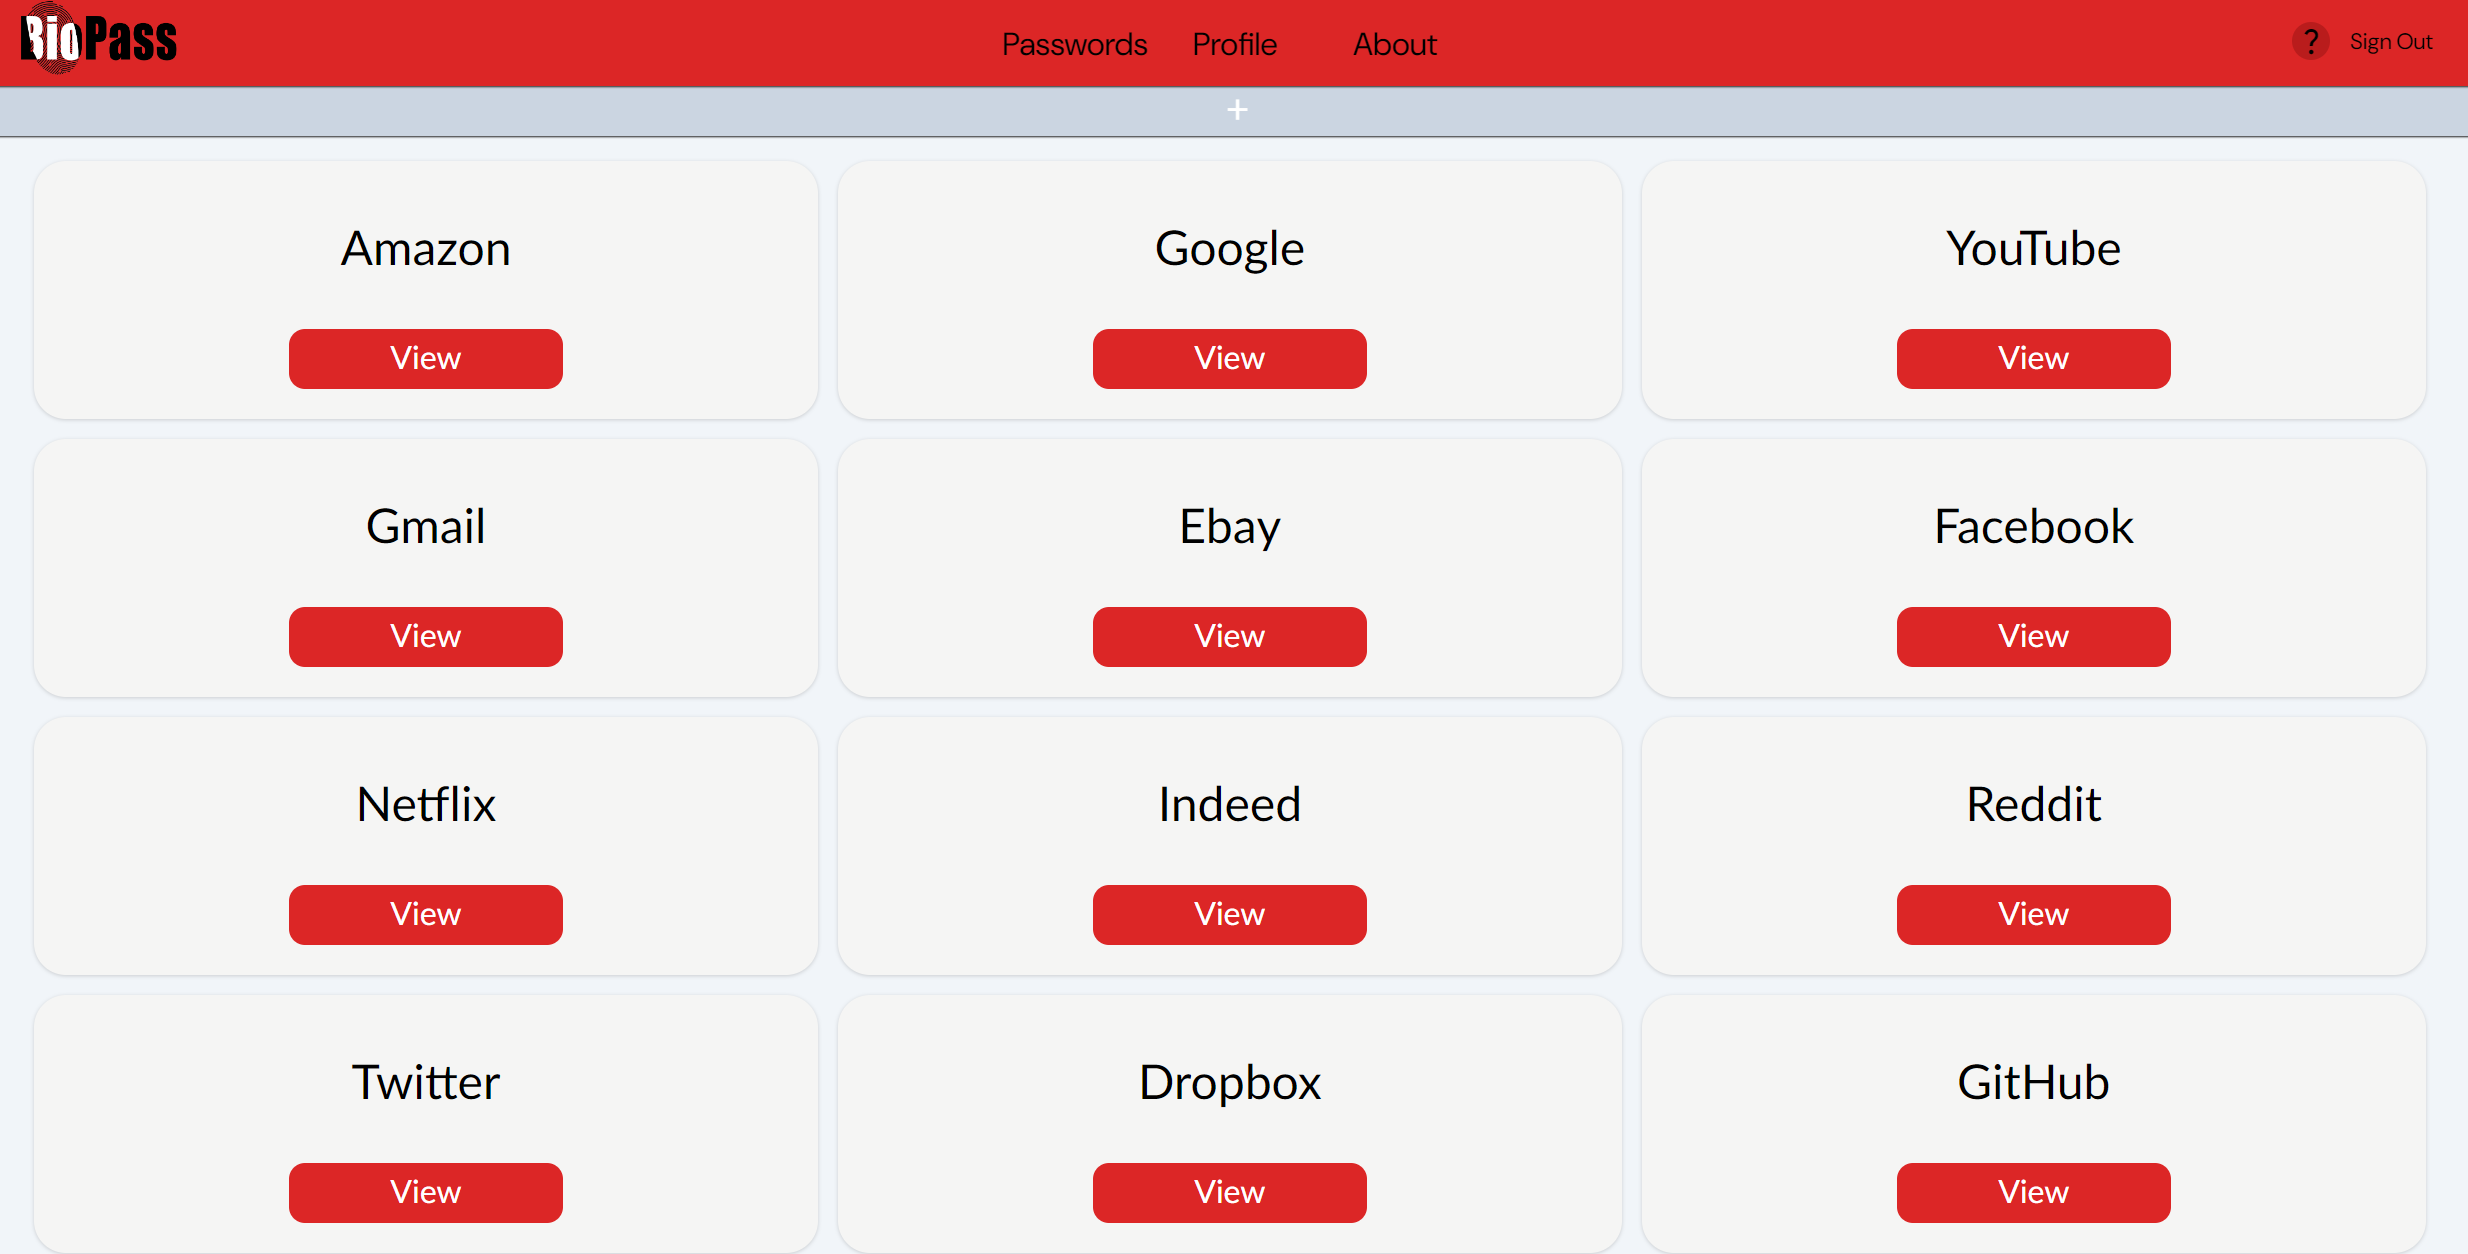 BioPass
Passwords Profile About
? Sign Out
+
Amazon Google YouTube
View View View
Gmail Ebay Facebook
View View View
Netflix Indeed Reddit
View View View
Twitter Dropbox GitHub
View View View